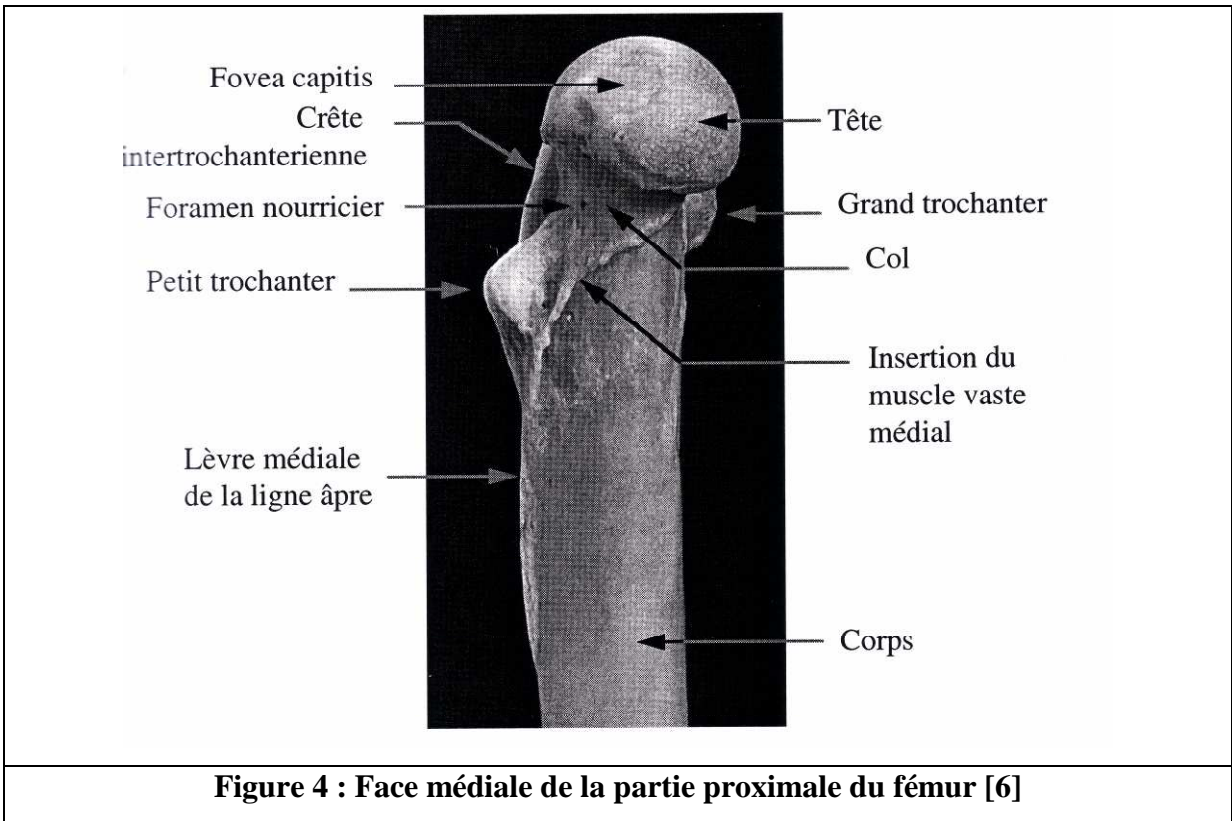 Fovea capitis
Crête
intertrochanterienne
Foramen nourricier
Petit trochanter
Lèvre médiale
de la ligne âpre
Tête
Grand trochanter
Col
Insertion du
muscle vaste
médial
Corps
Figure 4 : Face médiale de la partie proximale du fémur [6]